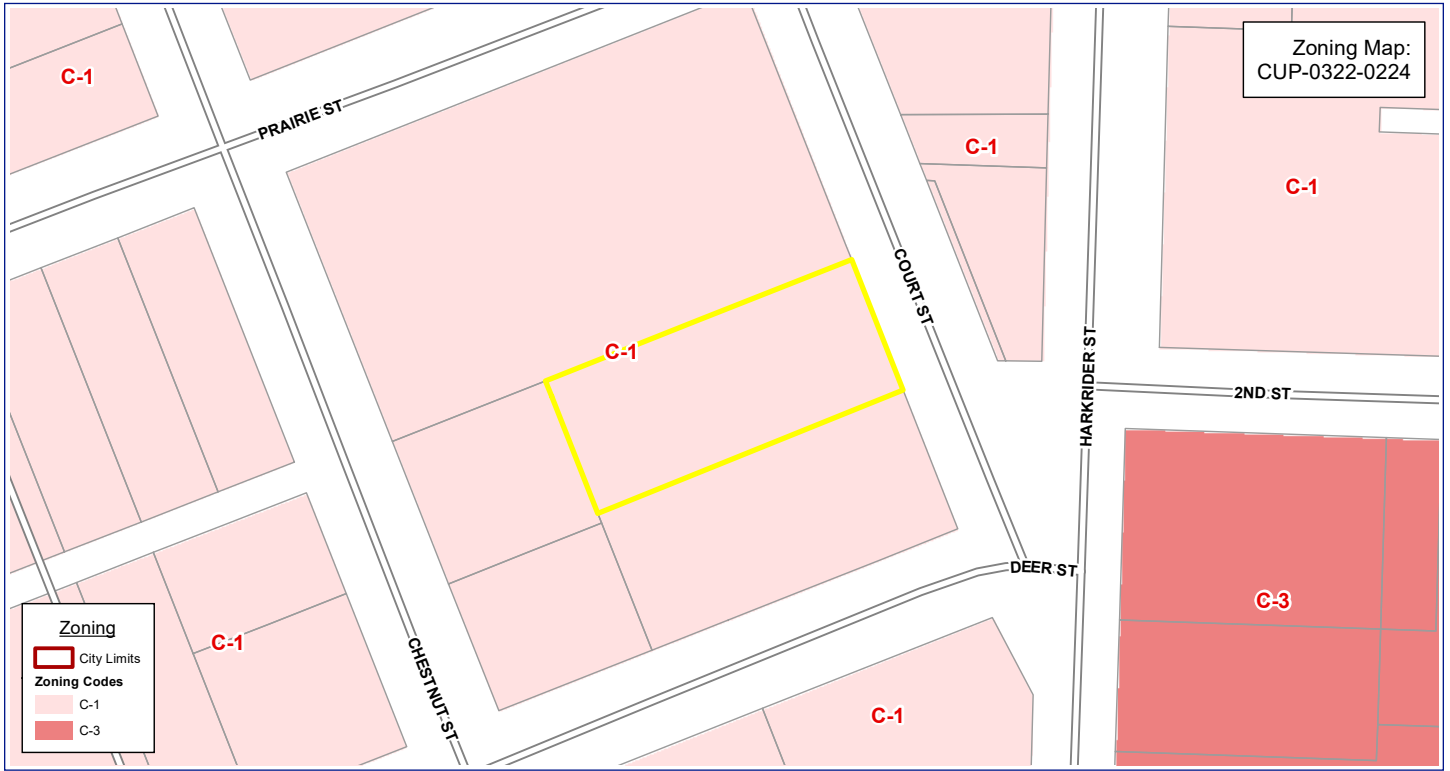 Zoning Map:
CUP-0322-0224
C-1
PRAIRIE ST
C-1
C-1
COURT ST
C-1
HARKRIDER ST
2ND ST
DEER ST
C-3
CHESTNUT ST
C-1
C-1
Zoning
City Limits
Zoning Codes
C-1
C-3